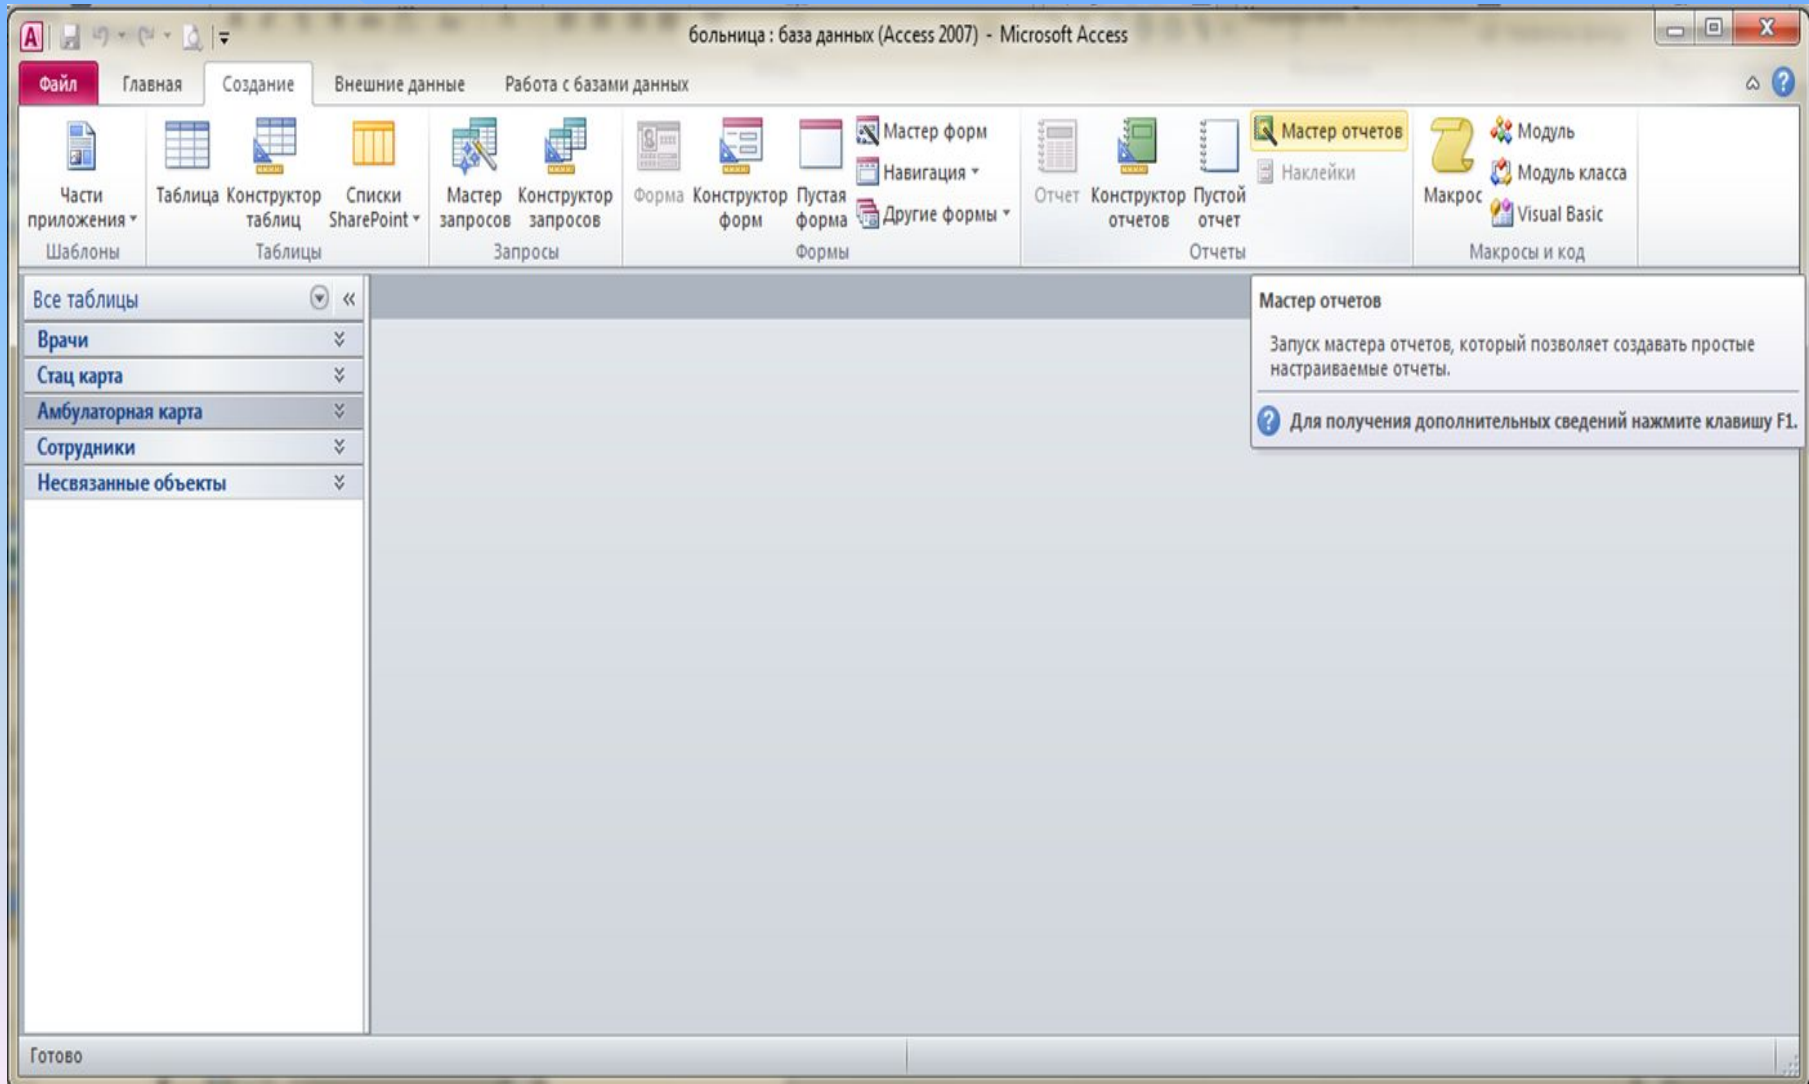 больница : база данных (Access 2007) - Microsoft Access
Файл Главная Создание Внешние данные Работа с базами данных
Части приложения
Шаблоны
Таблица
Конструктор таблиц
Списки SharePoint
Таблицы
Мастер запросов
Конструктор запросов
Запросы
Форма
Конструктор форм
Пустая форма
Мастер форм
Навигация
Другие формы
Формы
Отчет
Конструктор отчетов
Пустой отчет
Мастер отчетов
Наклейки
Отчеты
Макрос
Модуль
Модуль класса
Visual Basic
Макросы и код
Все таблицы
Врачи
Стац карта
Амбулаторная карта
Сотрудники
Несвязанные объекты
Мастер отчетов
Запуск мастера отчетов, который позволяет создавать простые
настраиваемые отчеты.
Для получения дополнительных сведений нажмите клавишу F1.
Готово